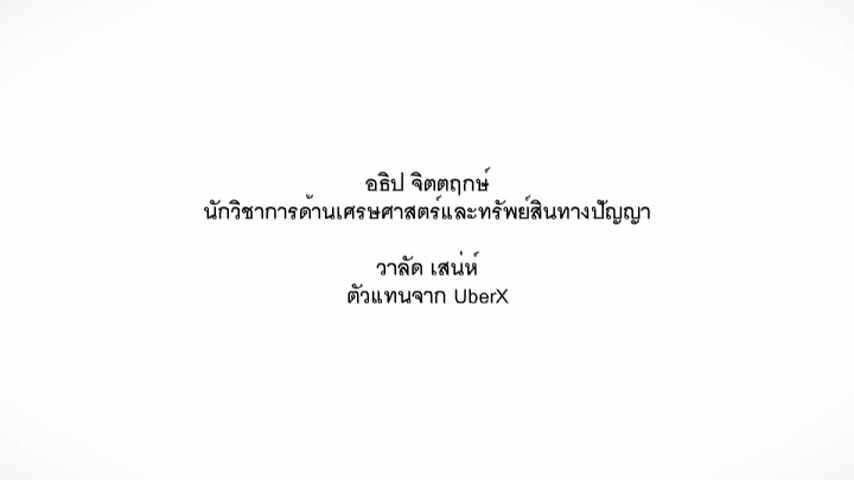 อธิป จิตตฤกษ์
นักวิชาการด้านเศรษศาสตร์และทรัพย์สินทางปัญญา
วาลัด เสน่ห์
ตัวแทนจาก UberX